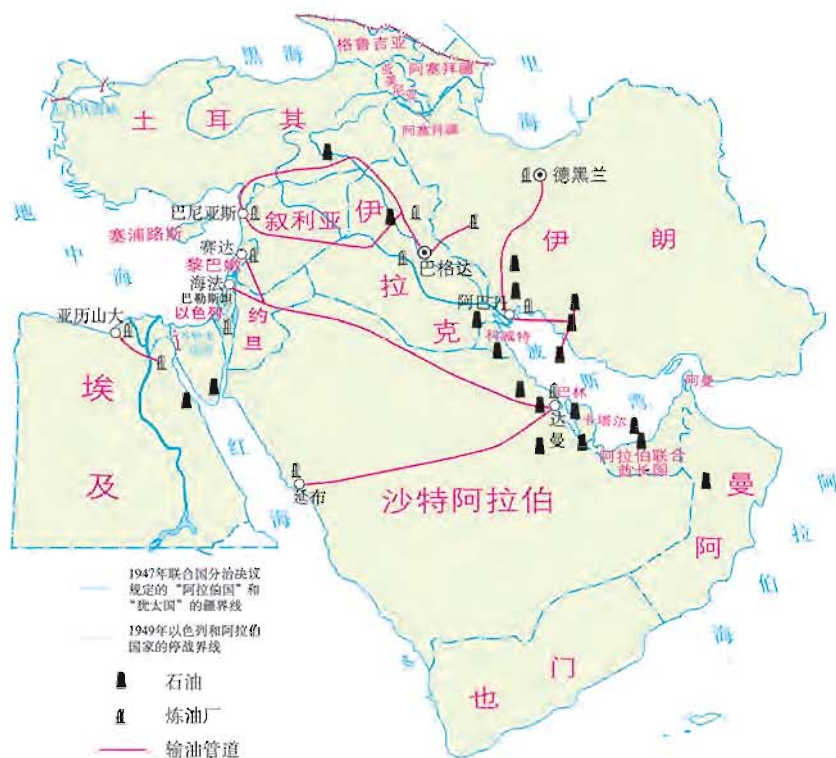 黑海
格鲁吉亚
阿塞拜疆
亚美尼亚
阿塞拜疆
里海
土耳其
地中海
塞浦路斯
巴尼亚斯
叙利亚
伊拉克
德黑兰
伊朗
赛达
黎巴嫩
海法
巴勒斯坦
以色列
约旦
巴格达
阿巴丹
科威特
波斯湾
亚历山大
埃及
红海
巴林
达曼
卡塔尔
阿曼
阿拉伯联合
酋长国
延布
沙特阿拉伯
阿曼
阿拉伯海
也门
1947年联合国分治决议
规定的“阿拉伯国”和
“犹太国”的疆界线
1949年以色列和阿拉伯
国家的停战界线
石油
炼油厂
输油管道